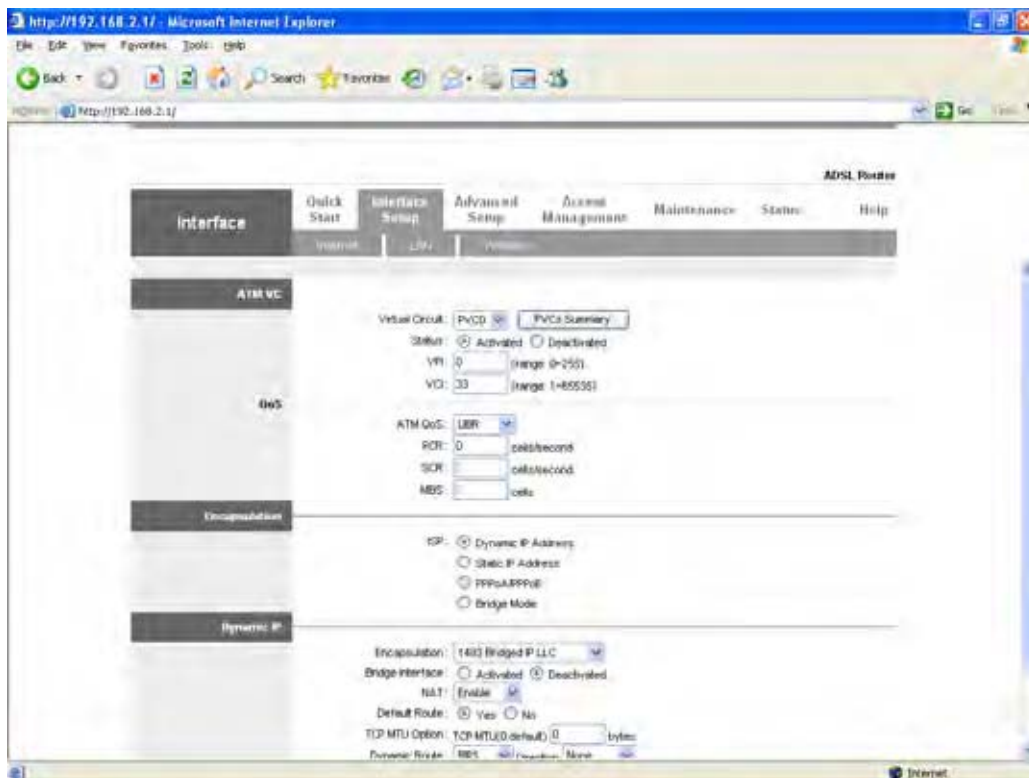 http://192.168.2.1/ - Microsoft Internet Explorer
File Edit View Favorites Tools Help
Back Search Favorites
http://192.168.2.1/ Go
ADSL Router
Interface
Quick Start Interface Setup Advanced Setup Access Management Maintenance Status Help
Internet LAN Wireless
ATM VC
Virtual Circuit: PVC0 PVCs Summary
Status: Activated Deactivated
VPI: 0 (range: 0~255)
VCI: 33 (range: 1~65535)
QoS
ATM QoS: UBR
PCR: 0 cells/second
SCR: cells/second
MBS: cells
Encapsulation
ISP: Dynamic IP Address
Static IP Address
PPPoA/PPPoE
Bridge Mode
Dynamic IP
Encapsulation: 1483 Bridged IP LLC
Bridge Interface: Activated Deactivated
NAT: Enable
Default Route: Yes No
TCP MTU Option: TCP MTU(0:default) 0 bytes
Dynamic Route: Direction: None
Internet